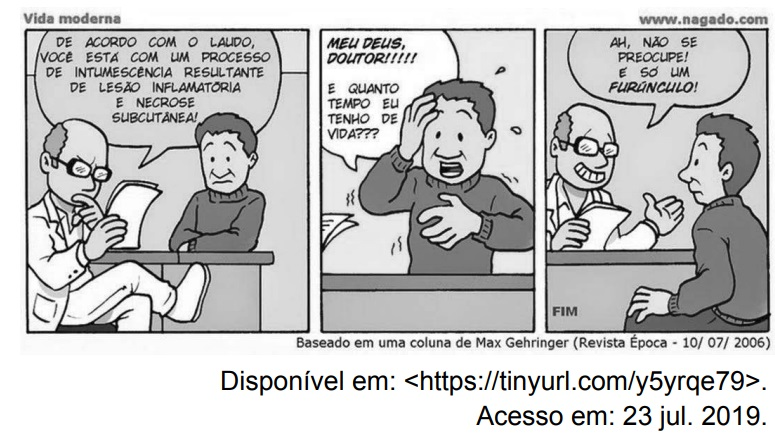 Vida moderna
www.nagado.com
DE ACORDO COM O LAUDO,
VOCÊ ESTÁ COM UM PROCESSO
DE INTUMESCÊNCIA RESULTANTE
DE LESÃO INFLAMATÓRIA
E NECROSE
SUBCUTÂNEA!
MEU DEUS,
DOUTOR!!!!!
E QUANTO
TEMPO EU
TENHO DE
VIDA???
AH, NÃO SE
PREOCUPE!
E SÓ UM
FURÚNCULO!
FIM
Baseado em uma coluna de Max Gehringer (Revista Época - 10/ 07/ 2006)
Disponível em: <https://tinyurl.com/y5yrqe79>.
Acesso em: 23 jul. 2019.